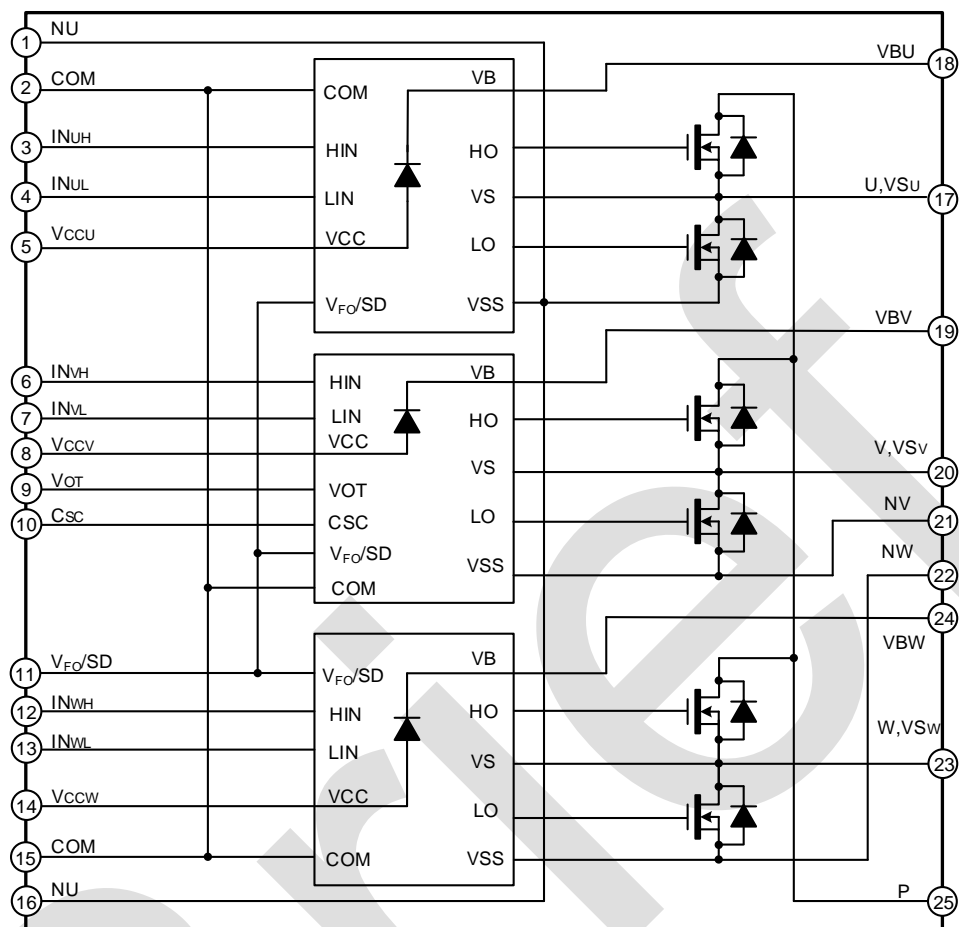 1 NU
2 COM
3 INUH
4 INUL
5 VCCU
6 INVH
7 INVL
8 VCCV
9 VOT
10 CSC
11 VFO/SD
12 INWH
13 INWL
14 VCCW
15 COM
16 NU
COM VB
HIN HO
LIN VS
VCC LO
VFO/SD VSS
HIN VB
LIN HO
VCC
VOT VS
CSC LO
VFO/SD VSS
COM
VFO/SD VB
HIN HO
LIN VS
VCC LO
COM VSS
VBU 18
U,VSU 17
VBV 19
V,VSV 20
NV 21
NW 22
24
VBW
W,VSW
23
P 25
rief